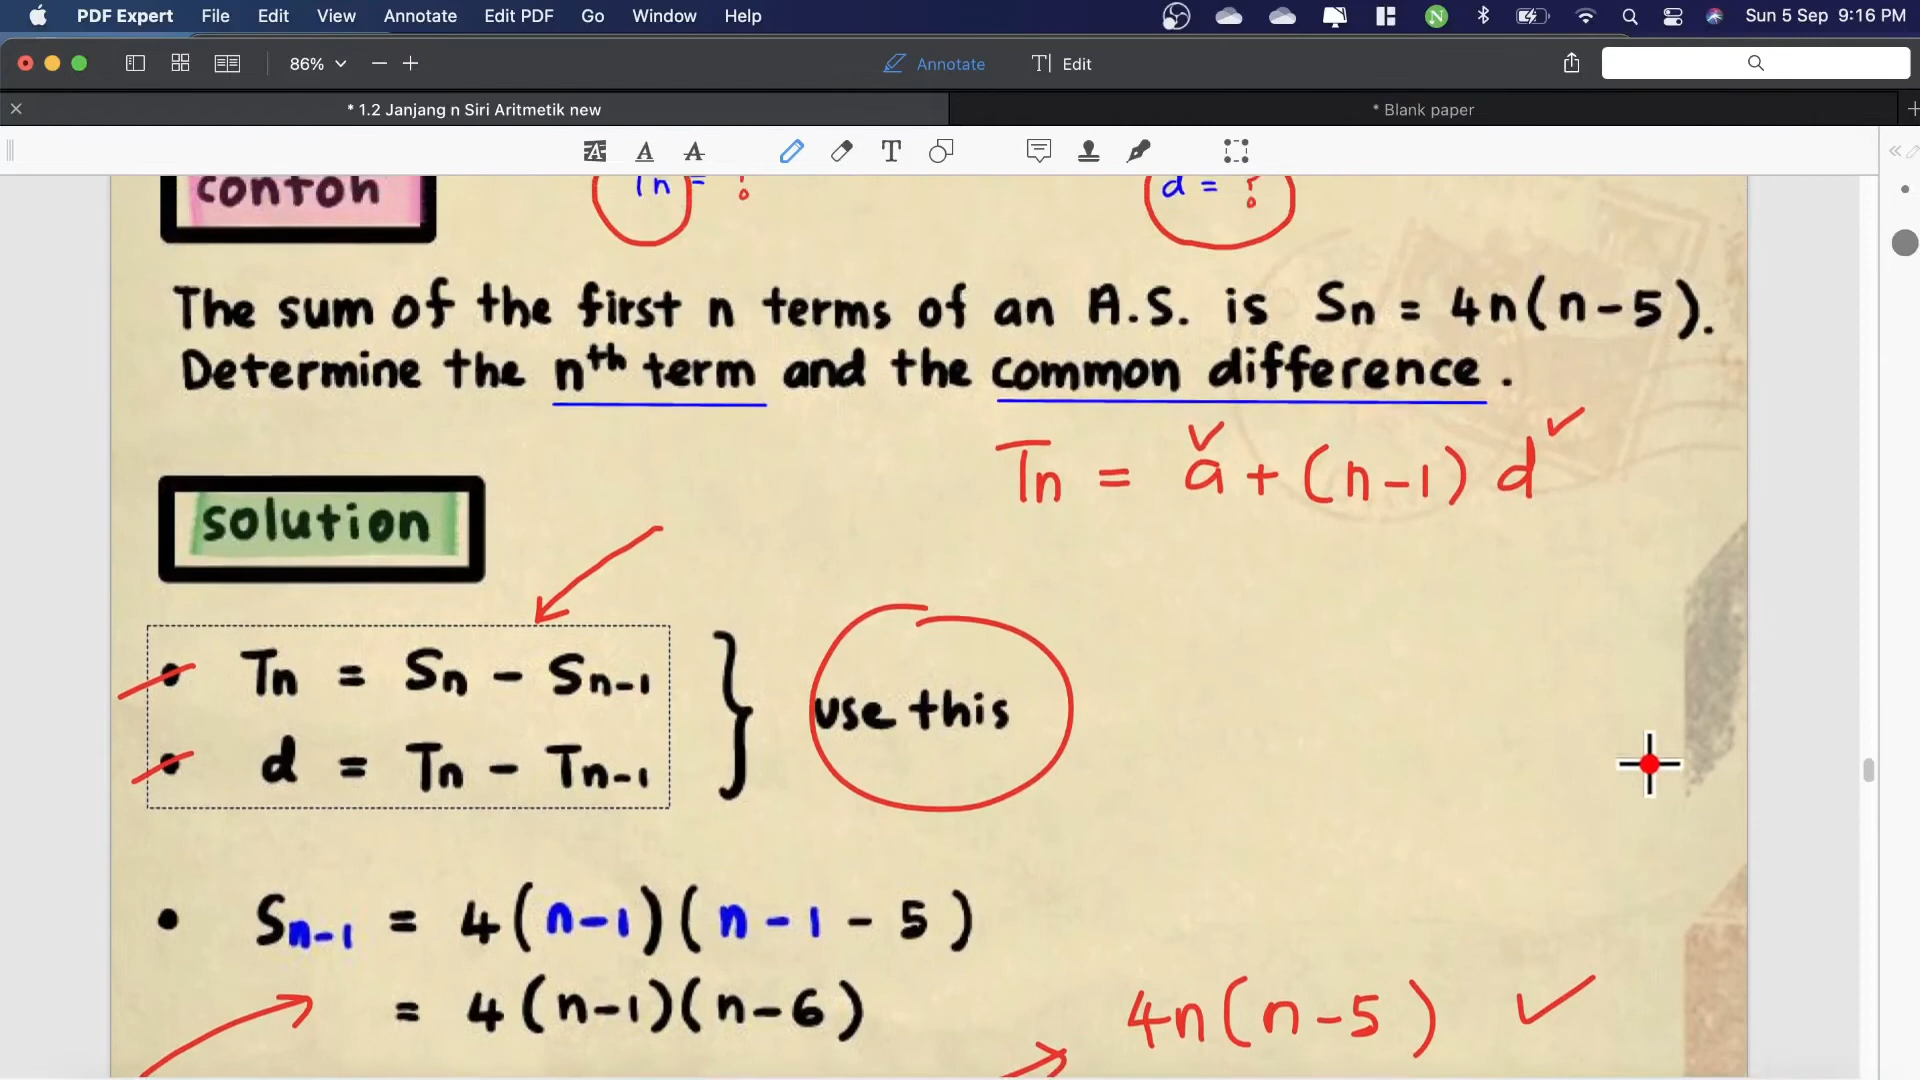 PDF Expert File Edit View Annotate Edit PDF Go Window Help Sun 5 Sep 9:16 PM
86% Annotate T Edit
* 1.2 Janjang n Siri Aritmetik new * Blank paper
contoh Tn = ? d = ?
The sum of the first n terms of an A.S. is Sn = 4n(n-5).
Determine the nth term and the common difference.
Tn = a + (n-1) d
solution
• Tn = Sn - Sn-1
• d = Tn - Tn-1
use this
• Sn-1 = 4(n-1)(n-1-5)
= 4(n-1)(n-6)
4n(n-5)